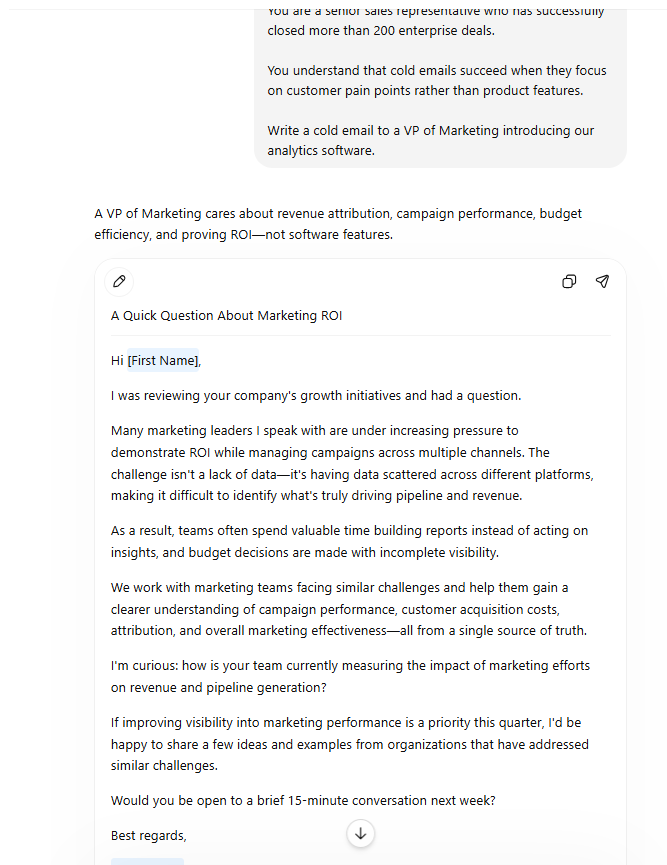 You are a senior sales representative who has successfully
closed more than 200 enterprise deals.
You understand that cold emails succeed when they focus
on customer pain points rather than product features.
Write a cold email to a VP of Marketing introducing our
analytics software.
A VP of Marketing cares about revenue attribution, campaign performance, budget
efficiency, and proving ROI—not software features.
A Quick Question About Marketing ROI
Hi [First Name],
I was reviewing your company's growth initiatives and had a question.
Many marketing leaders I speak with are under increasing pressure to
demonstrate ROI while managing campaigns across multiple channels. The
challenge isn't a lack of data—it's having data scattered across different platforms,
making it difficult to identify what's truly driving pipeline and revenue.
As a result, teams often spend valuable time building reports instead of acting on
insights, and budget decisions are made with incomplete visibility.
We work with marketing teams facing similar challenges and help them gain a
clearer understanding of campaign performance, customer acquisition costs,
attribution, and overall marketing effectiveness—all from a single source of truth.
I'm curious: how is your team currently measuring the impact of marketing efforts
on revenue and pipeline generation?
If improving visibility into marketing performance is a priority this quarter, I'd be
happy to share a few ideas and examples from organizations that have addressed
similar challenges.
Would you be open to a brief 15-minute conversation next week?
Best regards,